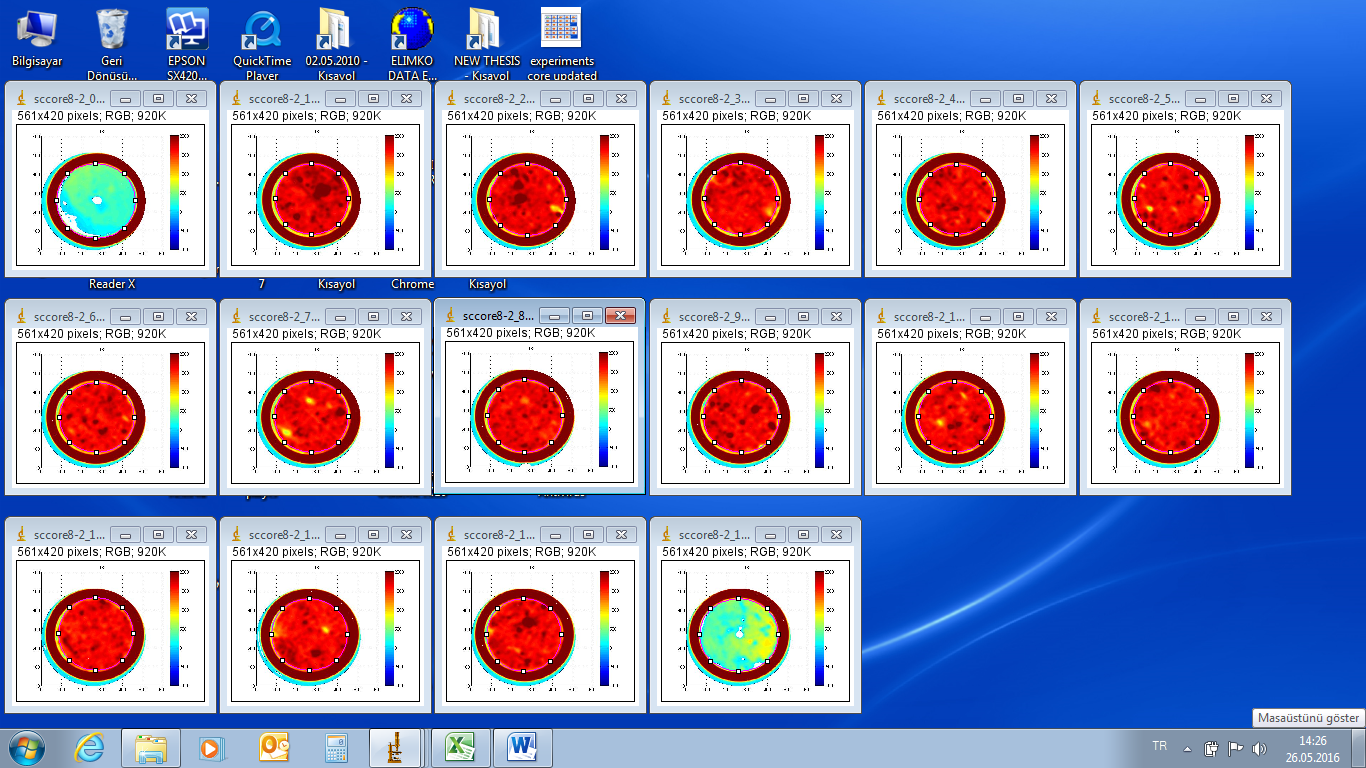 Bilgisayar
Geri
Dönüşü...
EPSON
SX420...
QuickTime
Player
02.05.2010 -
Kısayol
ELIMKO
DATA E...
NEW THESIS
- Kısayol
experiments
core updated
sccore8-2_0...
561x420 pixels; RGB; 920K
sccore8-2_1...
561x420 pixels; RGB; 920K
sccore8-2_2...
561x420 pixels; RGB; 920K
sccore8-2_3...
561x420 pixels; RGB; 920K
sccore8-2_4...
561x420 pixels; RGB; 920K
sccore8-2_5...
561x420 pixels; RGB; 920K
Reader X
7
Kısayol
Chrome
Kısayol
sccore8-2_6...
561x420 pixels; RGB; 920K
sccore8-2_7...
561x420 pixels; RGB; 920K
sccore8-2_8...
561x420 pixels; RGB; 920K
sccore8-2_9...
561x420 pixels; RGB; 920K
sccore8-2_1...
561x420 pixels; RGB; 920K
sccore8-2_1...
561x420 pixels; RGB; 920K
sccore8-2_1...
561x420 pixels; RGB; 920K
sccore8-2_1...
561x420 pixels; RGB; 920K
sccore8-2_1...
561x420 pixels; RGB; 920K
sccore8-2_1...
561x420 pixels; RGB; 920K
Masaüstünü göster
TR
14:26
26.05.2016